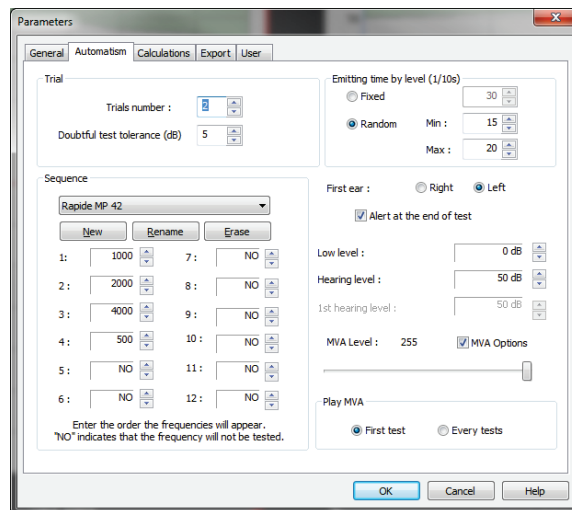 Parameters
General Automatism Calculations Export User
Trial
Trials number : 2
Doubtful test tolerance (dB) 5
Emitting time by level (1/10s)
Fixed 30
Random Min : 15
Max : 20
Sequence
Rapide MP 42
New Rename Erase
1: 1000 7 : NO
2 : 2000 8 : NO
3 : 4000 9 : NO
4 : 500 10 : NO
5 : NO 11 : NO
6 : NO 12 : NO
Enter the order the frequencies will appear.
"NO" indicates that the frequency will not be tested.
First ear : Right Left
Alert at the end of test
Low level : 0 dB
Hearing level : 50 dB
1st hearing level : 50 dB
MVA Level : 255 MVA Options
Play MVA
First test Every tests
OK Cancel Help